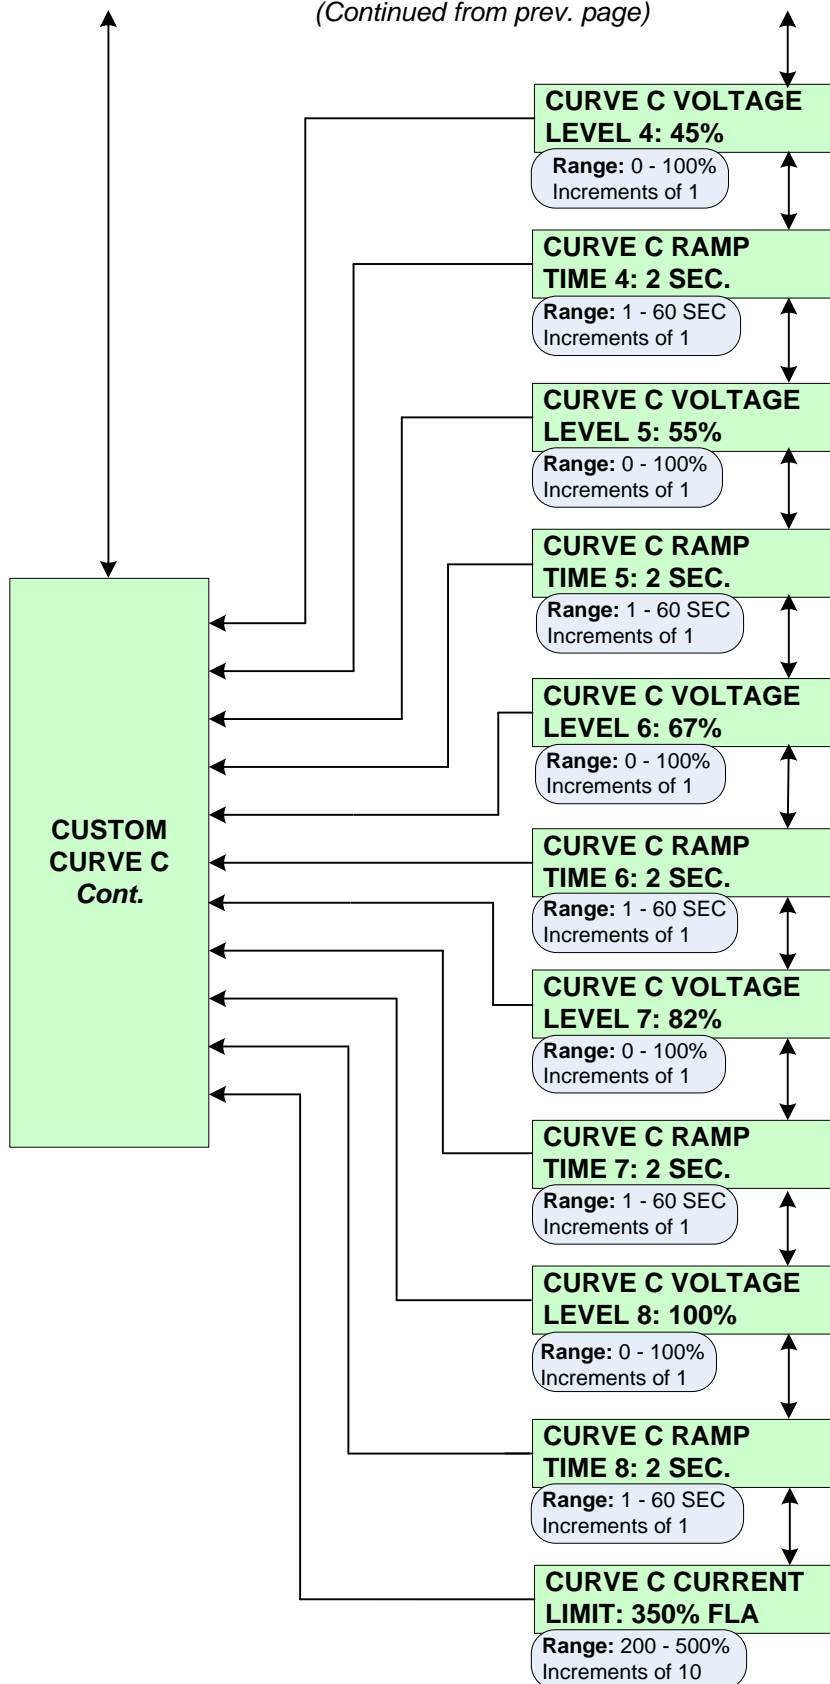 (Continued from prev. page)
CURVE C VOLTAGE
LEVEL 4: 45%
Range: 0 - 100%
Increments of 1
CURVE C RAMP
TIME 4: 2 SEC.
Range: 1 - 60 SEC
Increments of 1
CURVE C VOLTAGE
LEVEL 5: 55%
Range: 0 - 100%
Increments of 1
CURVE C RAMP
TIME 5: 2 SEC.
Range: 1 - 60 SEC
Increments of 1
CURVE C VOLTAGE
LEVEL 6: 67%
Range: 0 - 100%
Increments of 1
CUSTOM
CURVE C
Cont.
CURVE C RAMP
TIME 6: 2 SEC.
Range: 1 - 60 SEC
Increments of 1
CURVE C VOLTAGE
LEVEL 7: 82%
Range: 0 - 100%
Increments of 1
CURVE C RAMP
TIME 7: 2 SEC.
Range: 1 - 60 SEC
Increments of 1
CURVE C VOLTAGE
LEVEL 8: 100%
Range: 0 - 100%
Increments of 1
CURVE C RAMP
TIME 8: 2 SEC.
Range: 1 - 60 SEC
Increments of 1
CURVE C CURRENT
LIMIT: 350% FLA
Range: 200 - 500%
Increments of 10